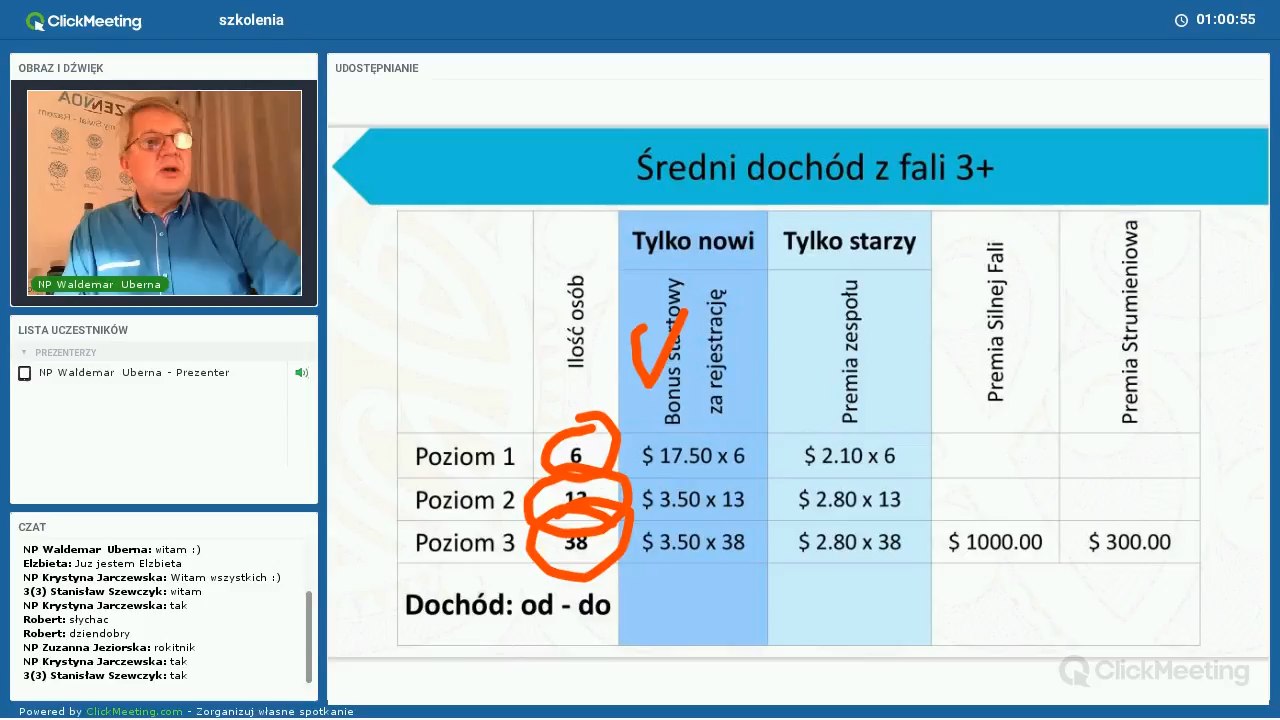 ClickMeeting
szkolenia
01:00:55
OBRAZ I DŹWIĘK
ZENNOA
NP Waldemar Uberna
LISTA UCZESTNIKÓW
PREZENTERZY
NP Waldemar Uberna - Prezenter
CZAT
NP Waldemar Uberna: witam :)
Elzbieta: Juz jestem Elzbieta
NP Krystyna Jarczewska: Witam wszystkich :)
3(3) Stanisław Szewczyk: witam
NP Krystyna Jarczewska: tak
Robert: słychac
Robert: dziendobry
NP Zuzanna Jeziorska: rokitnik
NP Krystyna Jarczewska: tak
3(3) Stanisław Szewczyk: tak
UDOSTĘPNIANIE
Średni dochód z fali 3+
Tylko nowi
Tylko starzy
Ilość osób
Bonus startowy
za rejestrację
Premia zespołu
Premia Silnej Fali
Premia Strumieniowa
Poziom 1 6 $ 17.50 x 6 $ 2.10 x 6
Poziom 2 13 $ 3.50 x 13 $ 2.80 x 13
Poziom 3 38 $ 3.50 x 38 $ 2.80 x 38 $ 1000.00 $ 300.00
Dochód: od - do
ClickMeeting
Powered by ClickMeeting.com - Zorganizuj własne spotkanie